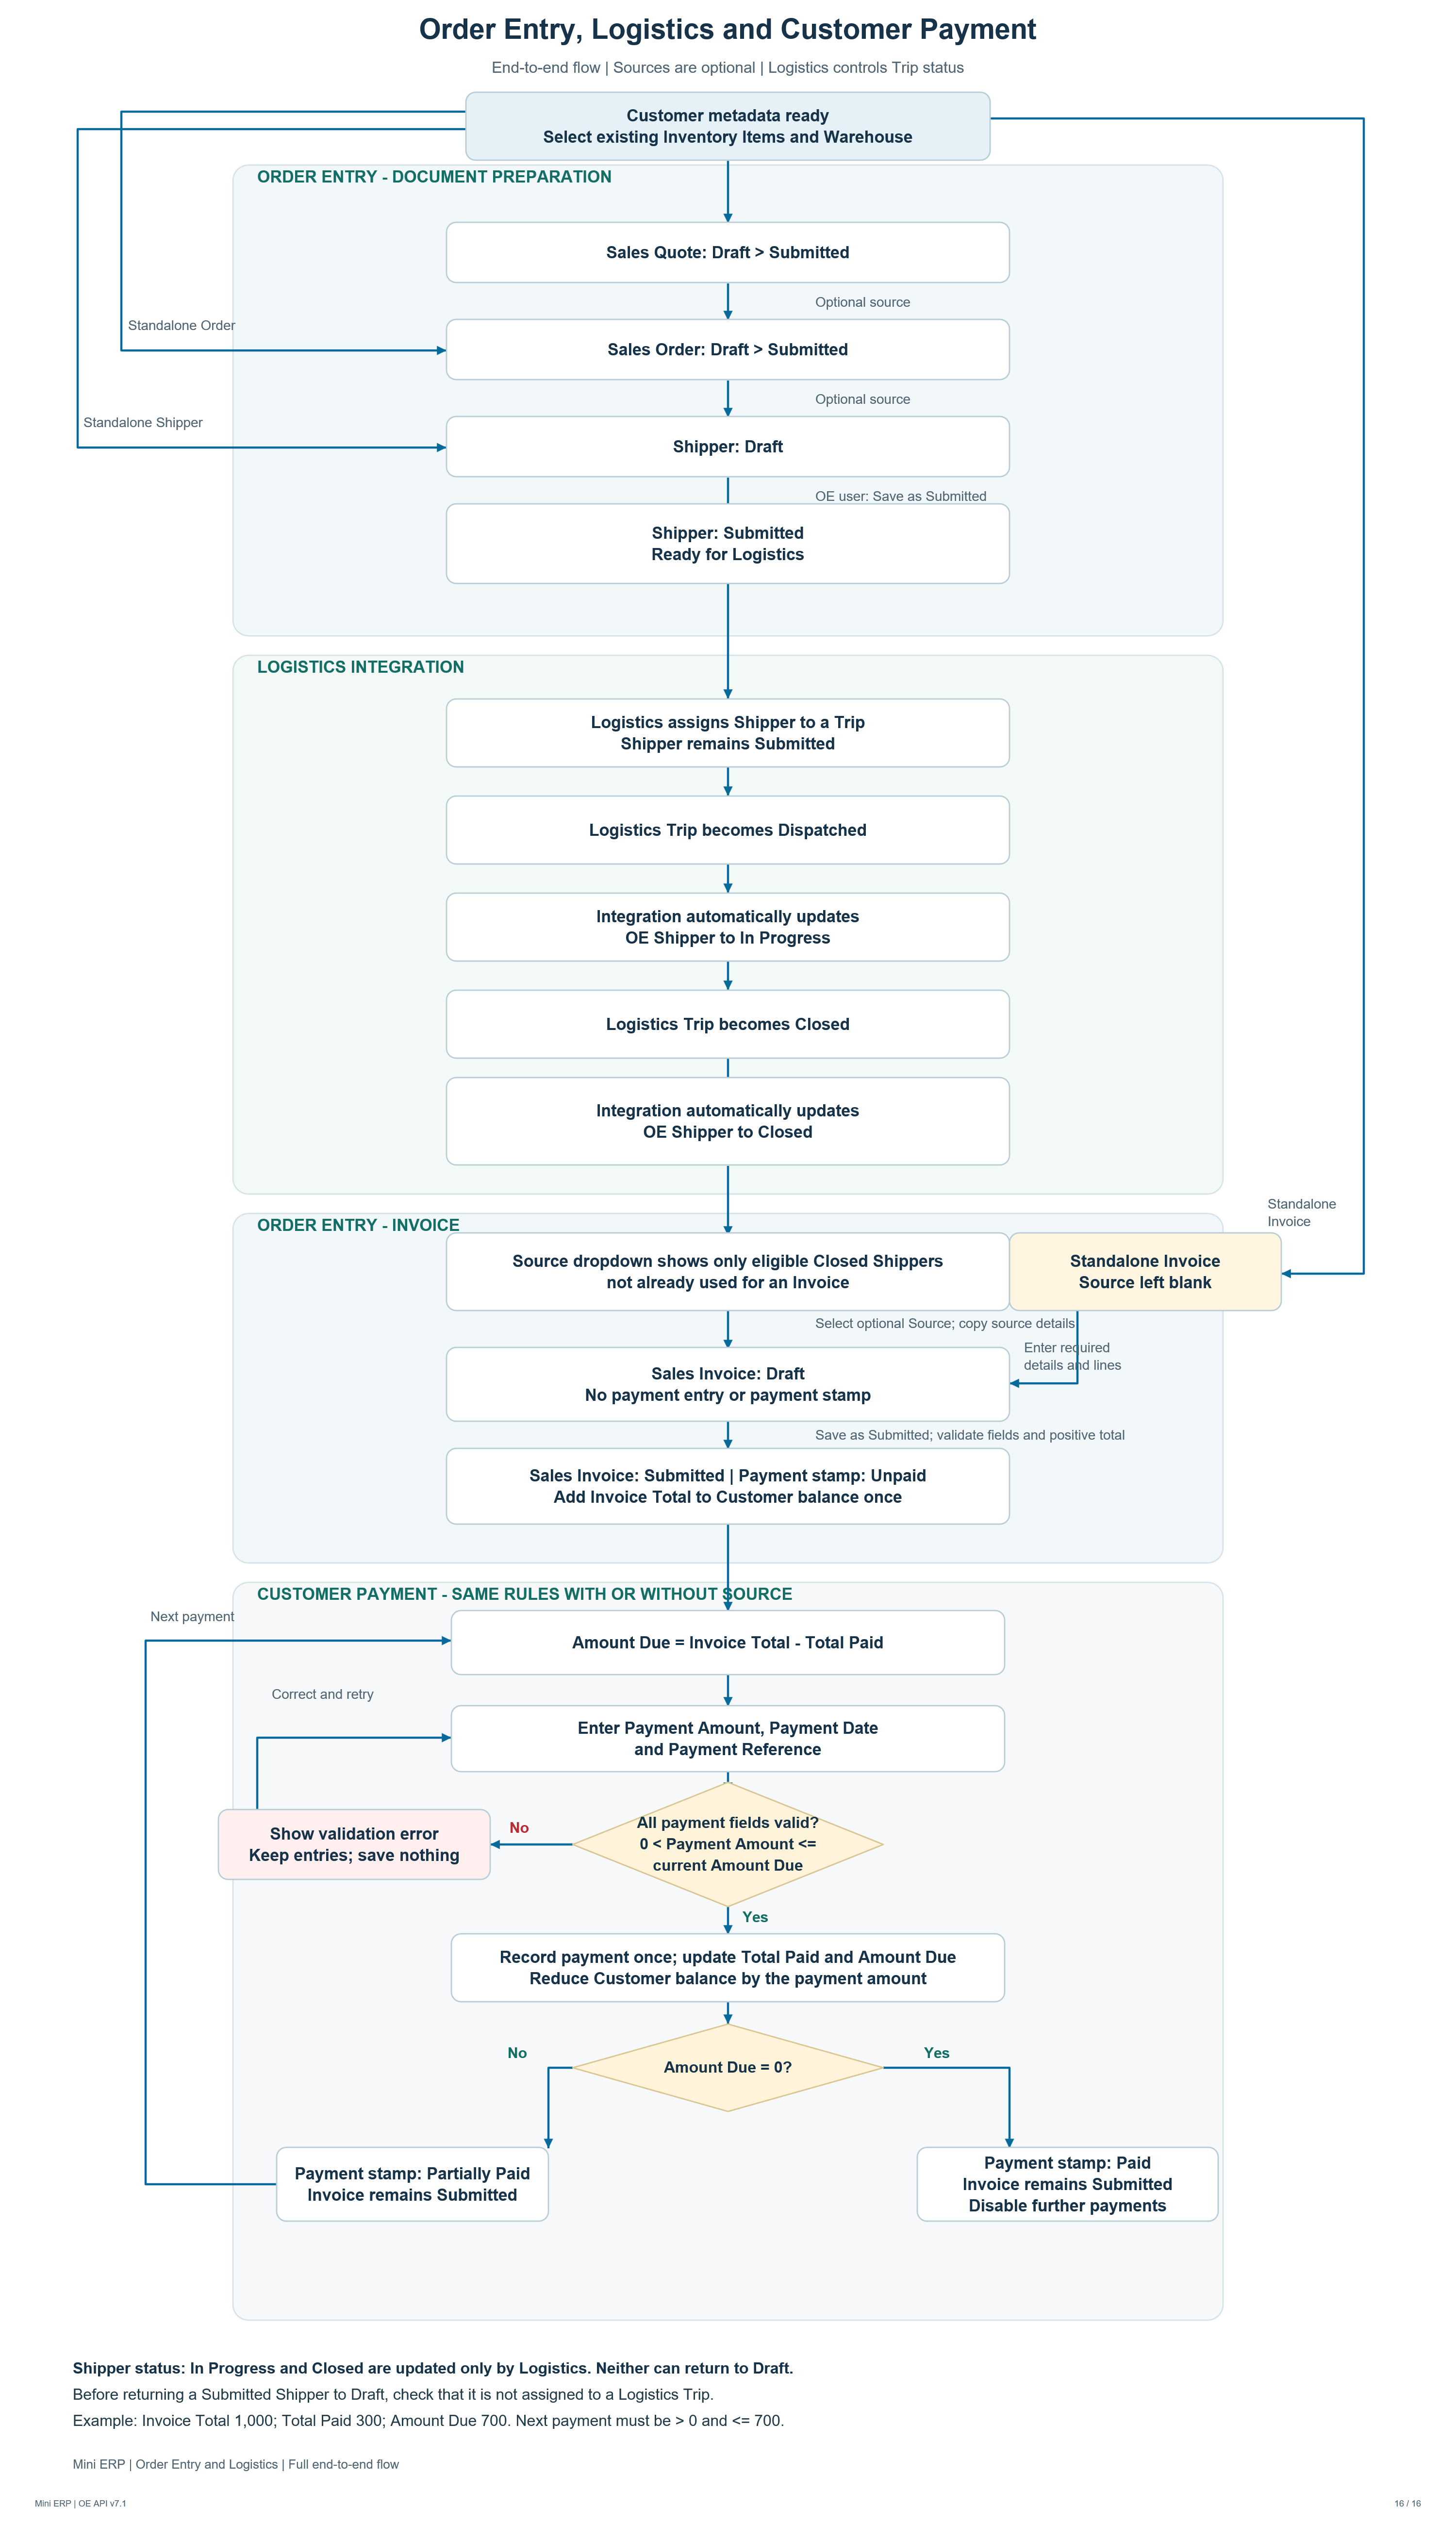 Order Entry, Logistics and Customer Payment
End-to-end flow | Sources are optional | Logistics controls Trip status
Customer metadata ready
Select existing Inventory Items and Warehouse
ORDER ENTRY - DOCUMENT PREPARATION
Sales Quote: Draft > Submitted
Optional source
Standalone Order
Sales Order: Draft > Submitted
Optional source
Standalone Shipper
Shipper: Draft
OE user: Save as Submitted
Shipper: Submitted
Ready for Logistics
LOGISTICS INTEGRATION
Logistics assigns Shipper to a Trip
Shipper remains Submitted
Logistics Trip becomes Dispatched
Integration automatically updates
OE Shipper to In Progress
Logistics Trip becomes Closed
Integration automatically updates
OE Shipper to Closed
Standalone
Invoice
ORDER ENTRY - INVOICE
Source dropdown shows only eligible Closed Shippers
not already used for an Invoice
Standalone Invoice
Source left blank
Select optional Source; copy source details
Enter required
details and lines
Sales Invoice: Draft
No payment entry or payment stamp
Save as Submitted; validate fields and positive total
Sales Invoice: Submitted | Payment stamp: Unpaid
Add Invoice Total to Customer balance once
CUSTOMER PAYMENT - SAME RULES WITH OR WITHOUT SOURCE
Next payment
Amount Due = Invoice Total - Total Paid
Correct and retry
Enter Payment Amount, Payment Date
and Payment Reference
All payment fields valid?
0 < Payment Amount <=
current Amount Due
No
Show validation error
Keep entries; save nothing
Yes
Record payment once; update Total Paid and Amount Due
Reduce Customer balance by the payment amount
No
Amount Due = 0?
Yes
Payment stamp: Partially Paid
Invoice remains Submitted
Payment stamp: Paid
Invoice remains Submitted
Disable further payments
Shipper status: In Progress and Closed are updated only by Logistics. Neither can return to Draft.
Before returning a Submitted Shipper to Draft, check that it is not assigned to a Logistics Trip.
Example: Invoice Total 1,000; Total Paid 300; Amount Due 700. Next payment must be > 0 and <= 700.
Mini ERP | Order Entry and Logistics | Full end-to-end flow
Mini ERP | OE API v7.1
16 / 16